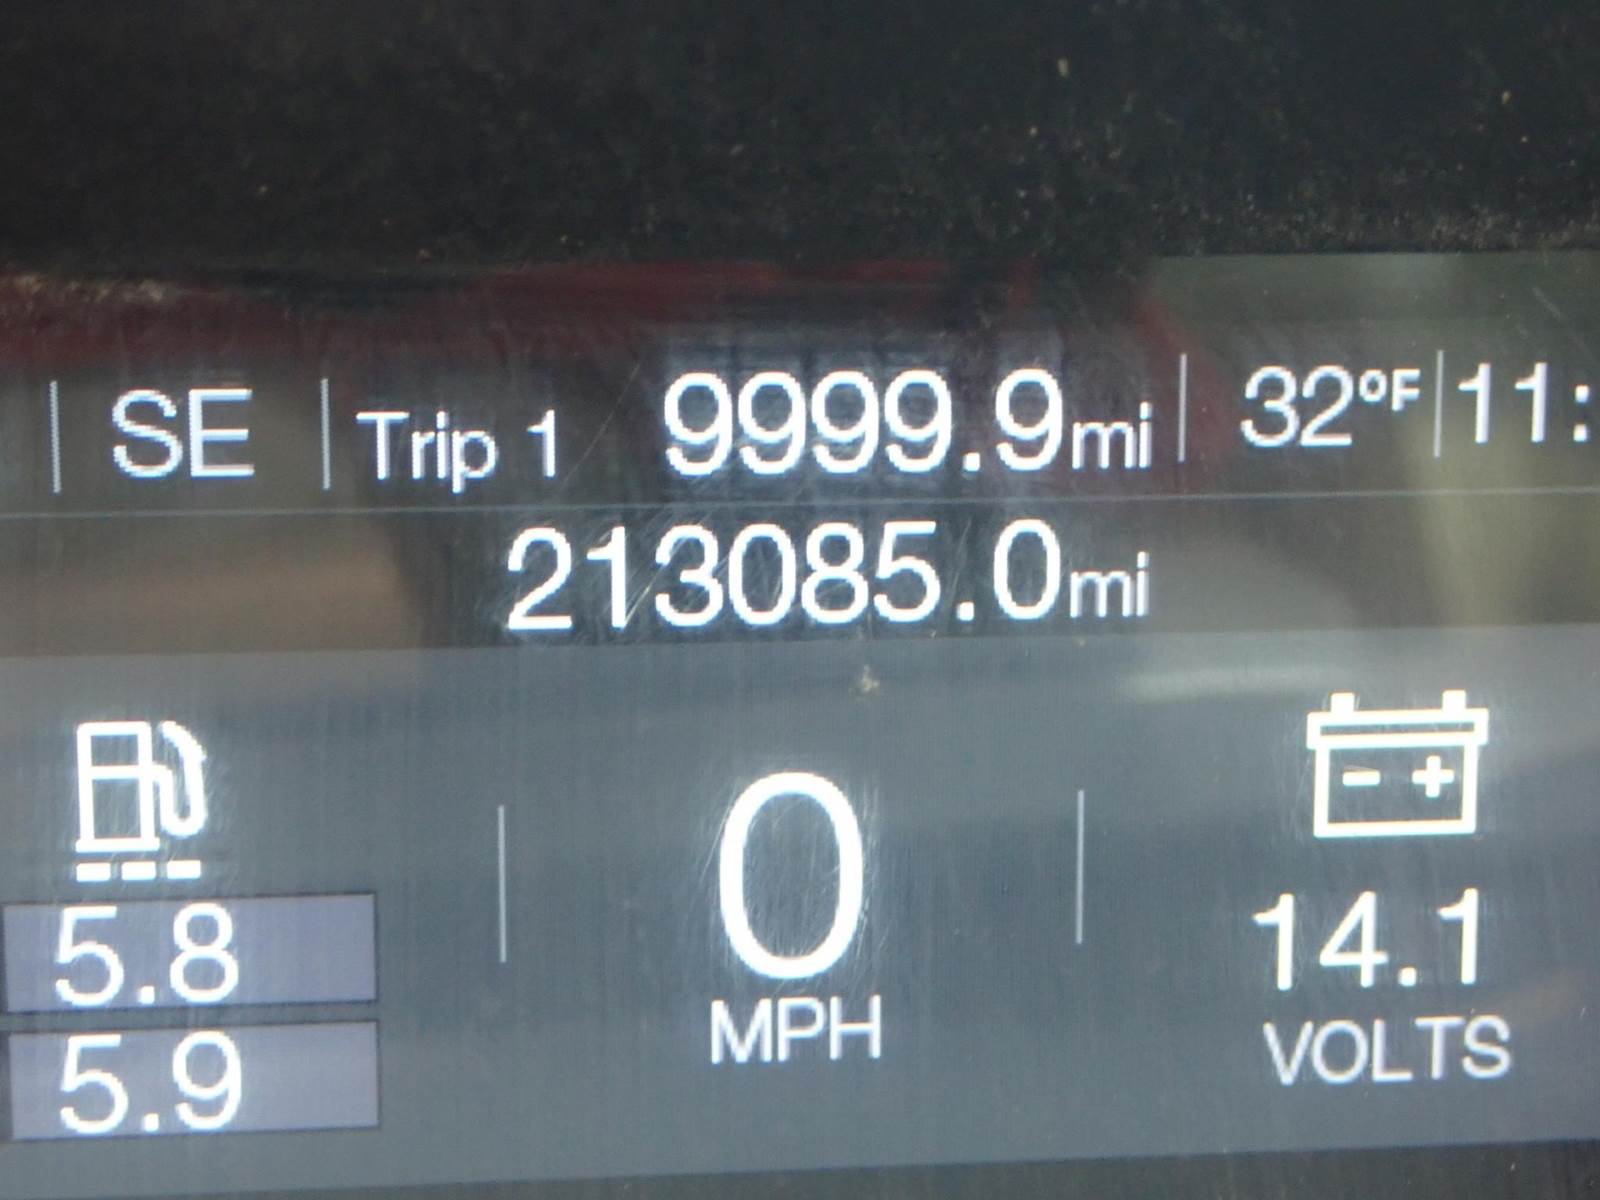 SE Trip 1 9999.9mi 32°F 11:
213085.0mi
5.8
5.9
0
MPH
- +
14.1
VOLTS